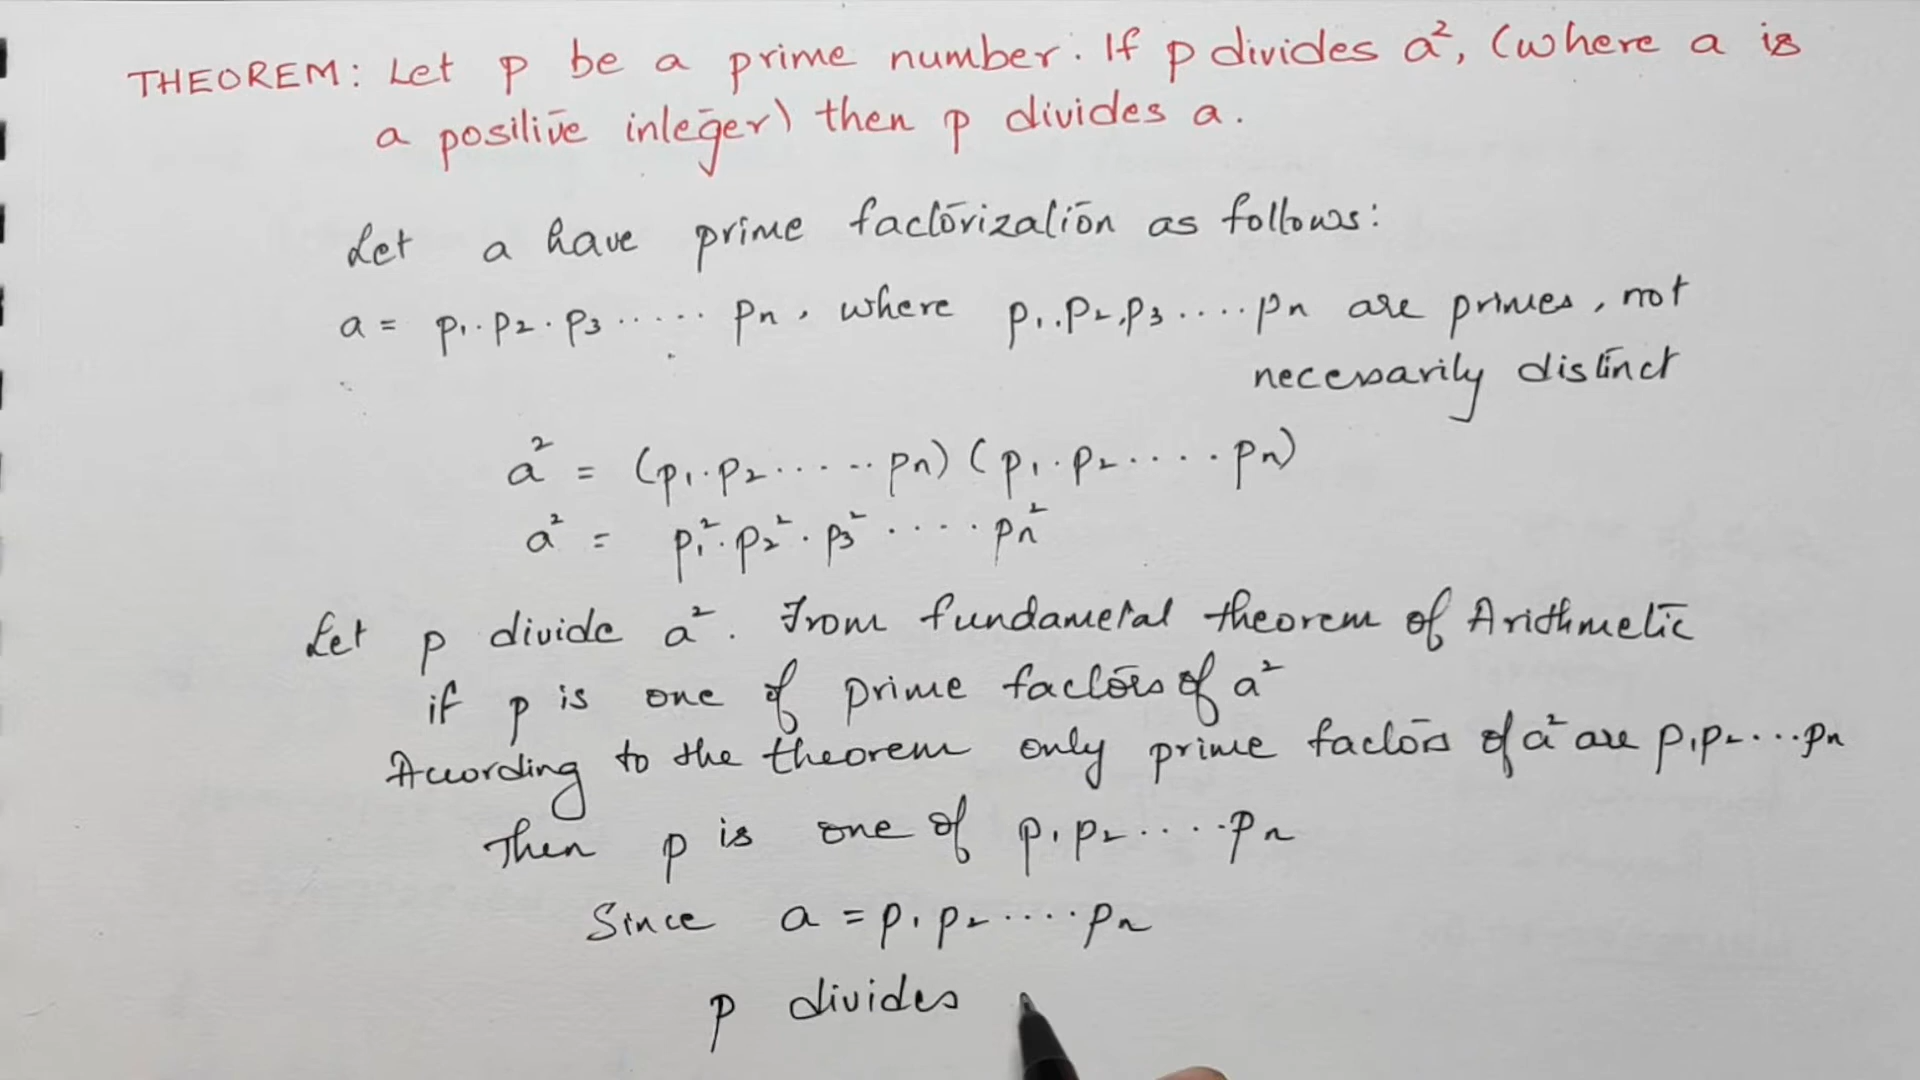 THEOREM: Let p be a prime number. If p divides a², (where a is
a positive integer) then p divides a.
Let a have prime factorization as follows:
a = p₁.p₂.p₃...... pₙ, where p₁.p₂.p₃....pₙ are primes, not
necessarily distinct
a² = (p₁.p₂......pₙ)(p₁.p₂.....pₙ)
a² = p₁².p₂².p₃².....pₙ²
Let p divide a². From fundametal theorem of Arithmetic
if p is one of prime factors of a²
According to the theorem only prime factors of a² are p₁p₂...pₙ
Then p is one of p₁p₂.....pₙ
Since a = p₁p₂....pₙ
p divides